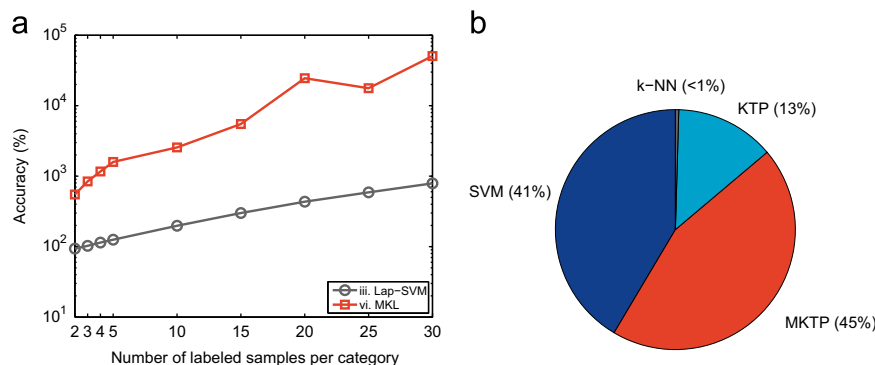 a
Accuracy (%)
10^5
10^4
10^3
10^2
10^1
2 3 4 5 10 15 20 25 30
Number of labeled samples per category
iii. Lap-SVM
vi. MKL
b
k-NN (<1%)
KTP (13%)
SVM (41%)
MKTP (45%)